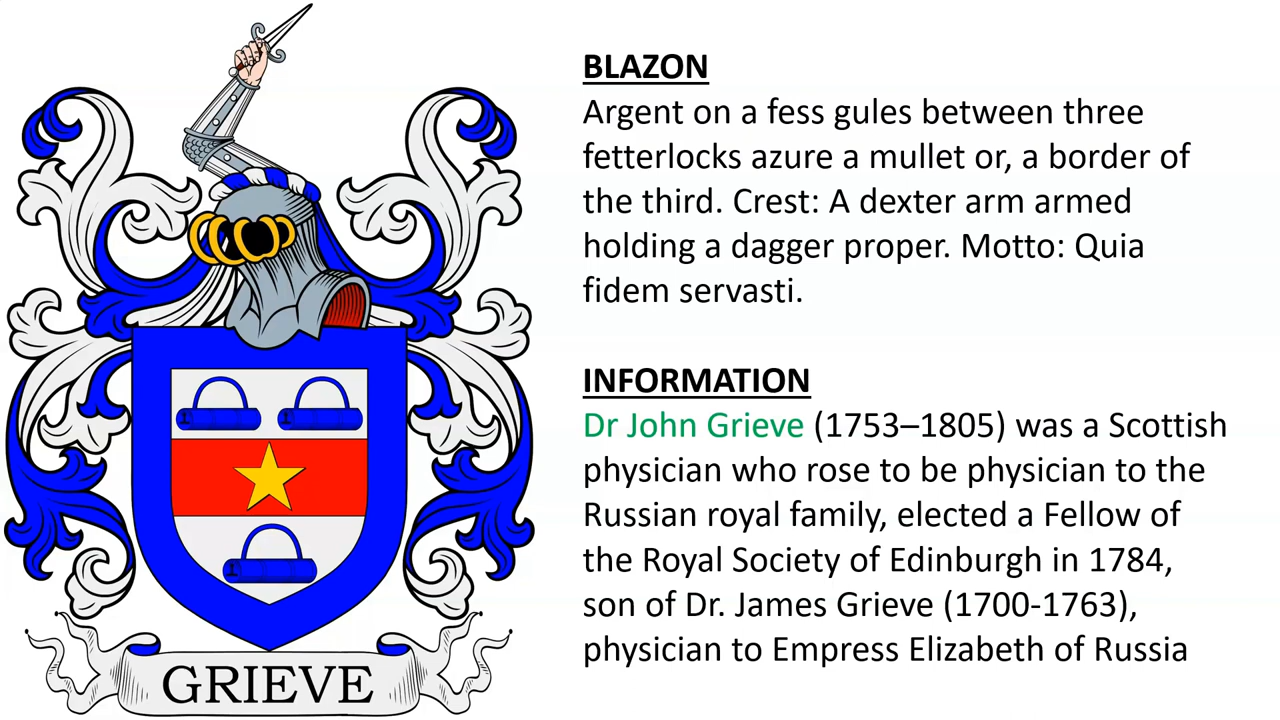 BLAZON
Argent on a fess gules between three
fetterlocks azure a mullet or, a border of
the third. Crest: A dexter arm armed
holding a dagger proper. Motto: Quia
fidem servasti.
INFORMATION
Dr John Grieve (1753–1805) was a Scottish
physician who rose to be physician to the
Russian royal family, elected a Fellow of
the Royal Society of Edinburgh in 1784,
son of Dr. James Grieve (1700-1763),
physician to Empress Elizabeth of Russia
GRIEVE